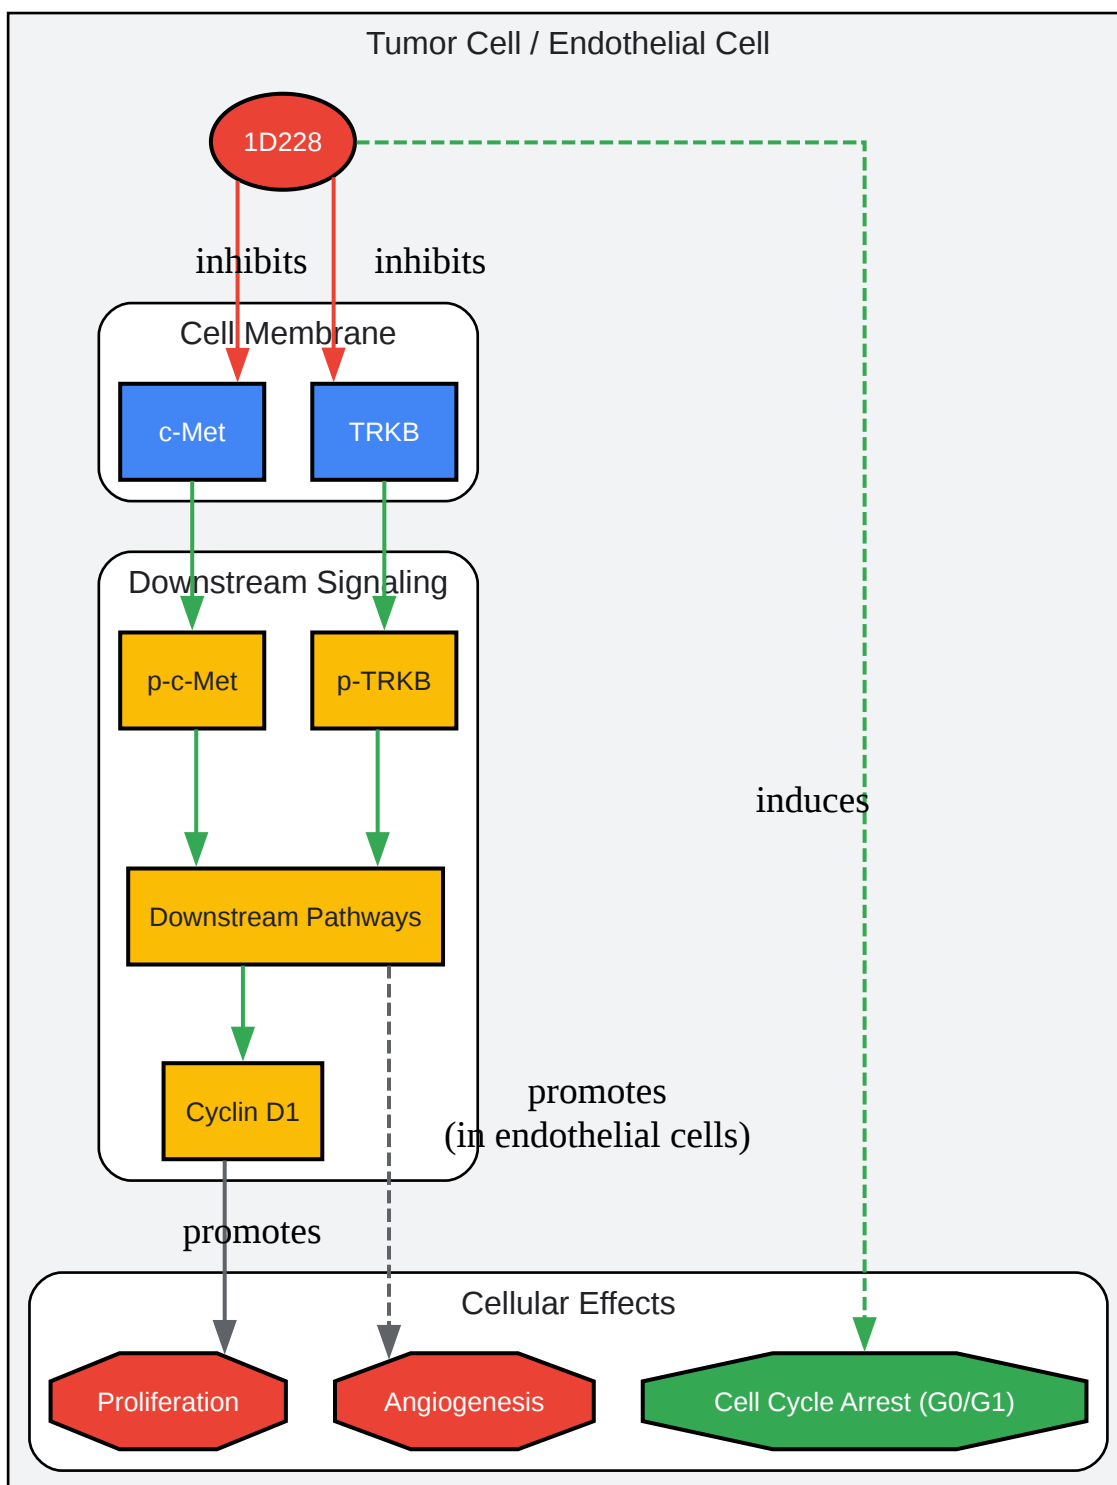 Tumor Cell / Endothelial Cell
1D228
inhibits
inhibits
Cell Membrane
c-Met
TRKB
Downstream Signaling
p-c-Met
p-TRKB
induces
Downstream Pathways
promotes
(in endothelial cells)
Cyclin D1
promotes
Cellular Effects
Proliferation
Angiogenesis
Cell Cycle Arrest (G0/G1)